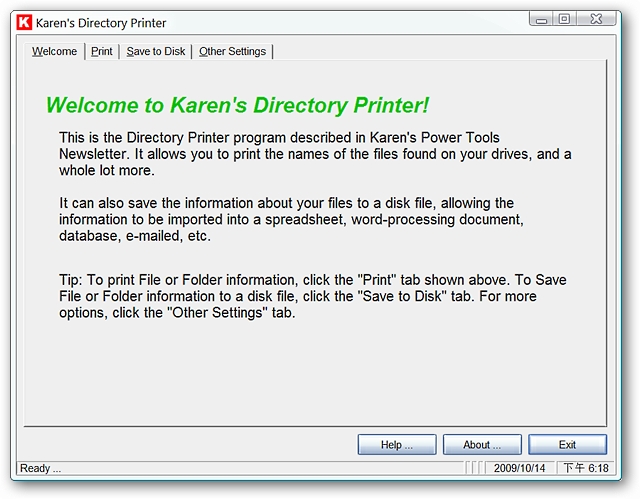 K Karen's Directory Printer
Welcome Print Save to Disk Other Settings
Welcome to Karen's Directory Printer!
This is the Directory Printer program described in Karen's Power Tools
Newsletter. It allows you to print the names of the files found on your drives, and a
whole lot more.
It can also save the information about your files to a disk file, allowing the
information to be imported into a spreadsheet, word-processing document,
database, e-mailed, etc.
Tip: To print File or Folder information, click the "Print" tab shown above. To Save
File or Folder information to a disk file, click the "Save to Disk" tab. For more
options, click the "Other Settings" tab.
Help ... About ... Exit
Ready ... 2009/10/14 下午 6:18